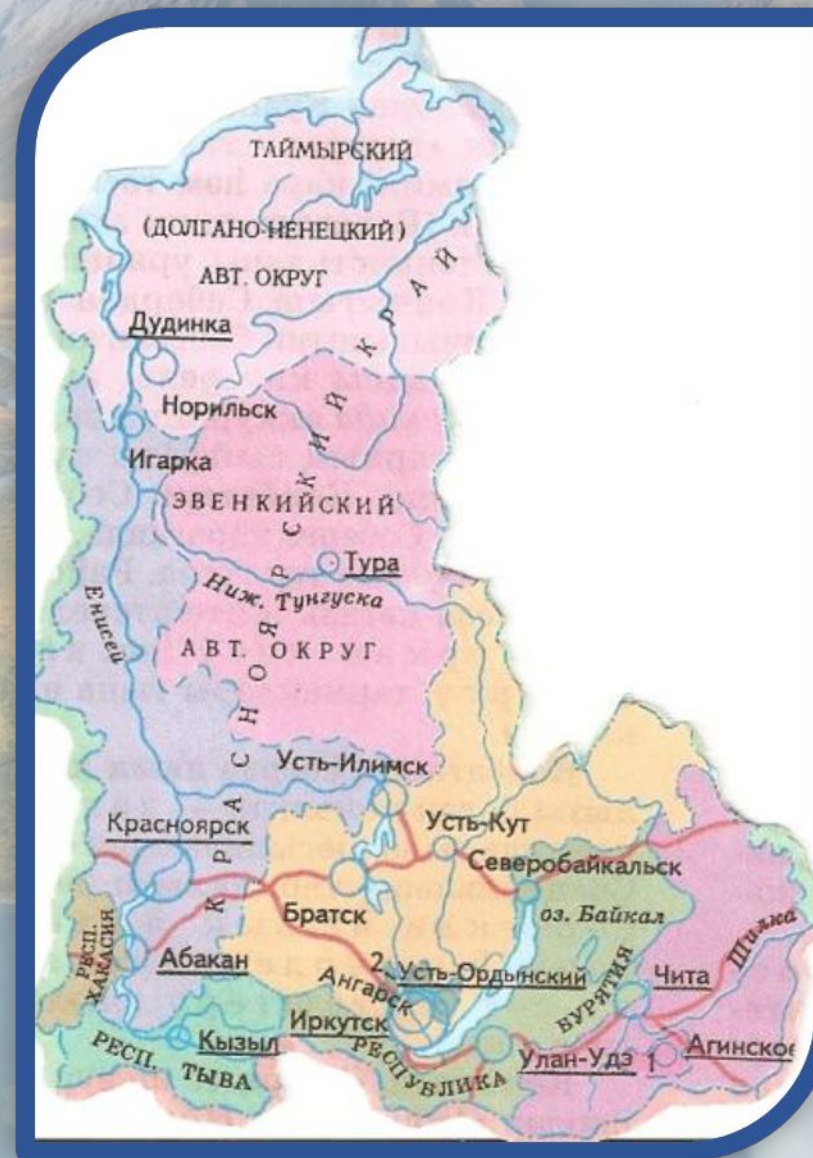 ТАЙМЫРСКИЙ
(ДОЛГАНО-НЕНЕЦКИЙ)
АВТ. ОКРУГ
Дудинка
Норильск
Игарка
ЭВЕНКИЙСКИЙ
Тура
Ниж. Тунгуска
Енисей
АВТ. ОКРУГ
КРАСНОЯРСКИЙ КРАЙ
Усть-Илимск
Красноярск
Усть-Кут
Северобайкальск
Братск
оз. Байкал
РЕСП. ХАКАСИЯ
Абакан
2
Усть-Ордынский
Ангарск
Чита
Шилка
Иркутск
Кызыл
РЕСП. ТЫВА
РЕСПУБЛИКА БУРЯТИЯ
Улан-Удэ
1
Агинское